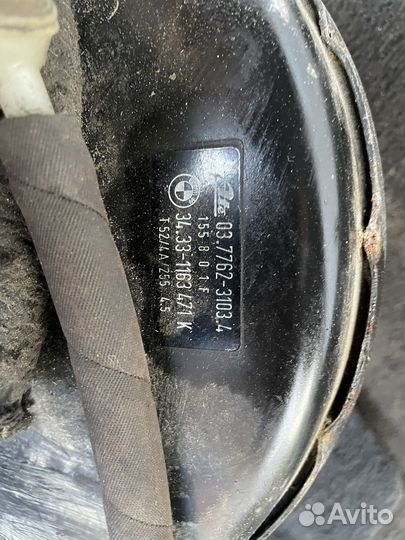 Ate 03.7762-3103.4
155801F
34.33-1163 471 K
T52/4A/255 4.5
Avito